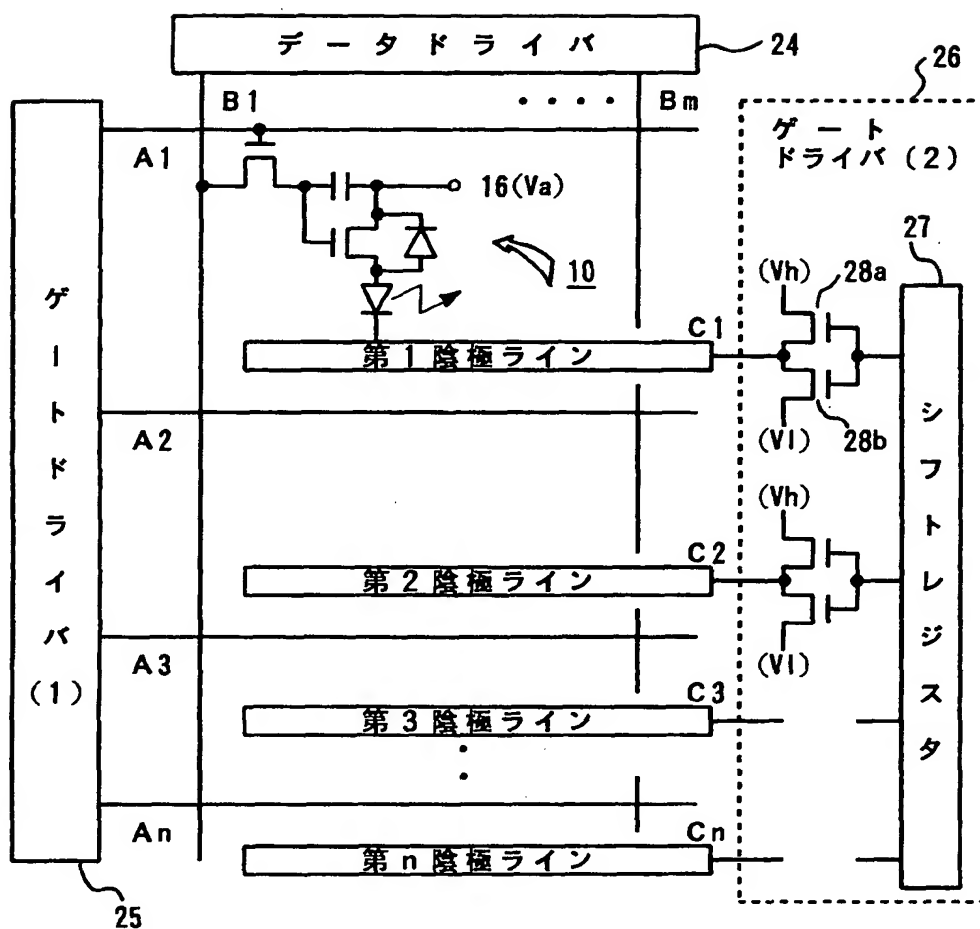 データドライバ
24
26
B1
・・・・
Bm
ゲート
ドライバ(2)
A1
16(Va)
27
10
(Vh)
28a
C1
第1陰極ライン
A2
(Vl)
28b
(Vh)
C2
第2陰極ライン
A3
(Vl)
C3
第3陰極ライン
An
Cn
第n陰極ライン
ゲートドライバ(1)
シフトレジスタ
25